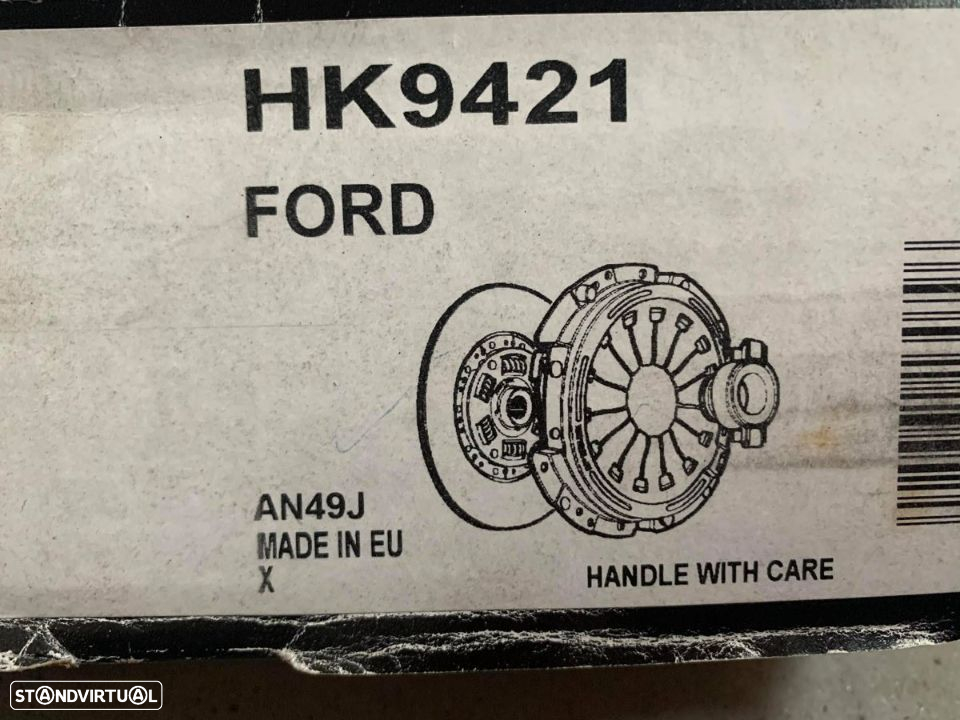 HK9421
FORD
AN49J
MADE IN EU
X
HANDLE WITH CARE
STANDVIRTUAL